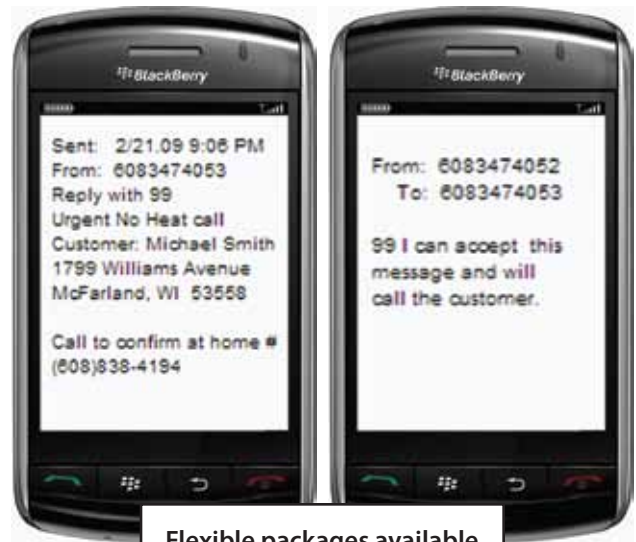 BlackBerry
Sent: 2/21.09 9:06 PM
From: 6083474053
Reply with 99
Urgent No Heat call
Customer: Michael Smith
1799 Williams Avenue
McFarland, WI 53558
Call to confirm at home #
(608)838-4194
BlackBerry
From: 6083474052
To: 6083474053
99 I can accept this
message and will
call the customer.
Flexible packages available